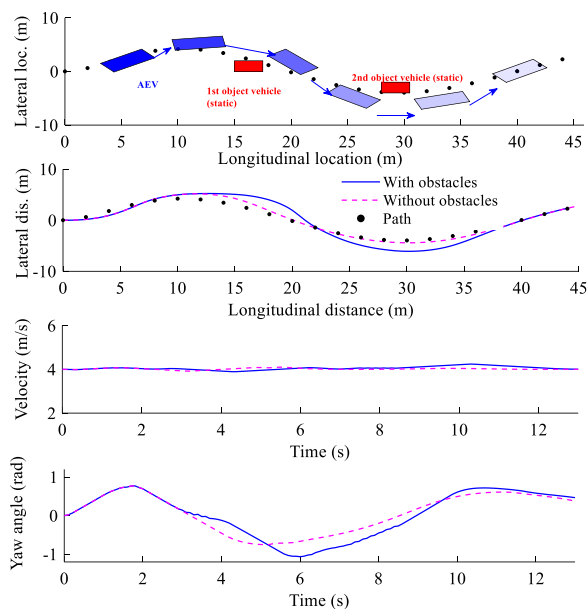 10
0
-10
Lateral loc. (m)
AEV
1st object vehicle
(static)
2nd object vehicle (static)
0 5 10 15 20 25 30 35 40 45
Longitudinal location (m)
10
0
-10
Lateral dis. (m)
With obstacles
Without obstacles
Path
0 5 10 15 20 25 30 35 40 45
Longitudinal distance (m)
6
4
2
Velocity (m/s)
0 2 4 6 8 10 12
Time (s)
1
0
-1
Yaw angle (rad)
0 2 4 6 8 10 12
Time (s)